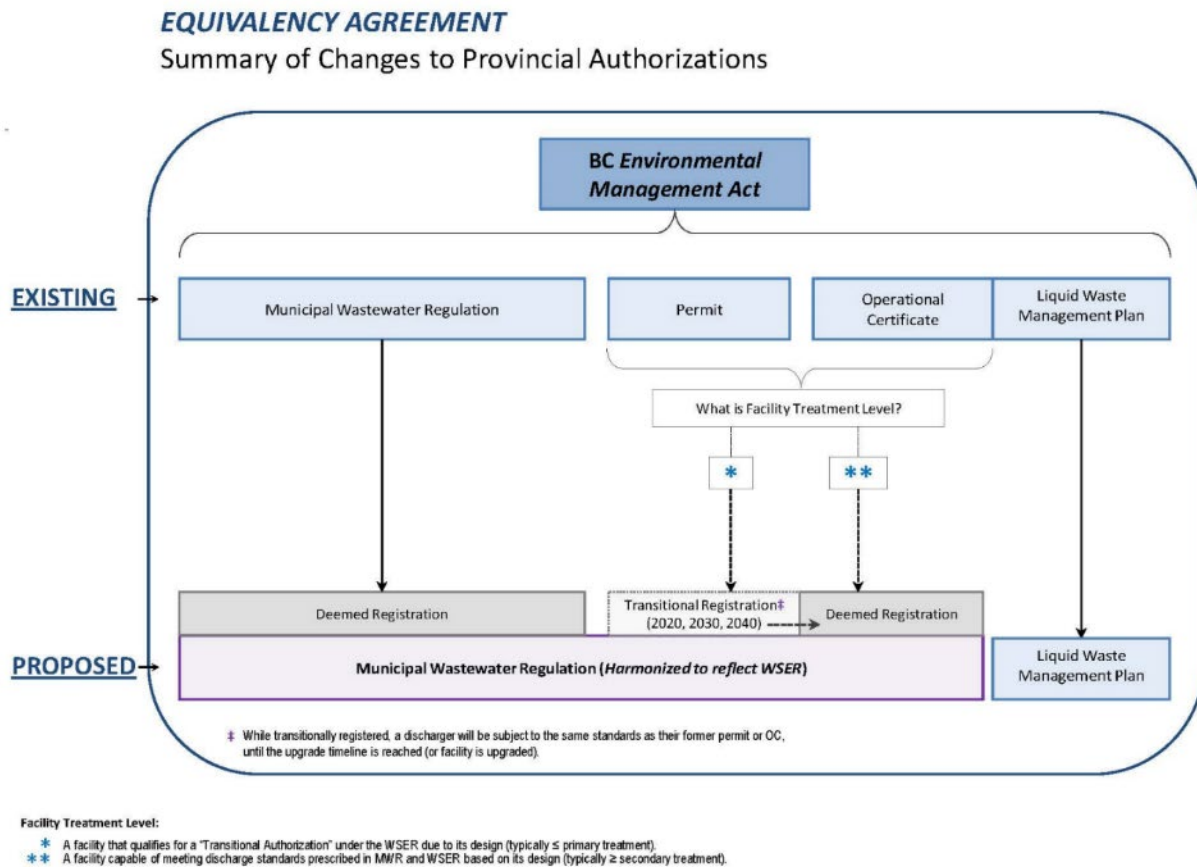 EQUIVALENCY AGREEMENT
Summary of Changes to Provincial Authorizations
BC Environmental
Management Act
EXISTING
Municipal Wastewater Regulation
Permit
Operational
Certificate
Liquid Waste
Management Plan
What is Facility Treatment Level?
*
**
Deemed Registration
Transitional Registration‡
(2020, 2030, 2040)
Deemed Registration
PROPOSED
Municipal Wastewater Regulation (Harmonized to reflect WSER)
Liquid Waste
Management Plan
‡ While transitionally registered, a discharger will be subject to the same standards as their former permit or OC,
until the upgrade timeline is reached (or facility is upgraded).
Facility Treatment Level:
* A facility that qualifies for a "Transitional Authorization" under the WSER due to its design (typically ≤ primary treatment).
** A facility capable of meeting discharge standards prescribed in MWR and WSER based on its design (typically ≥ secondary treatment).